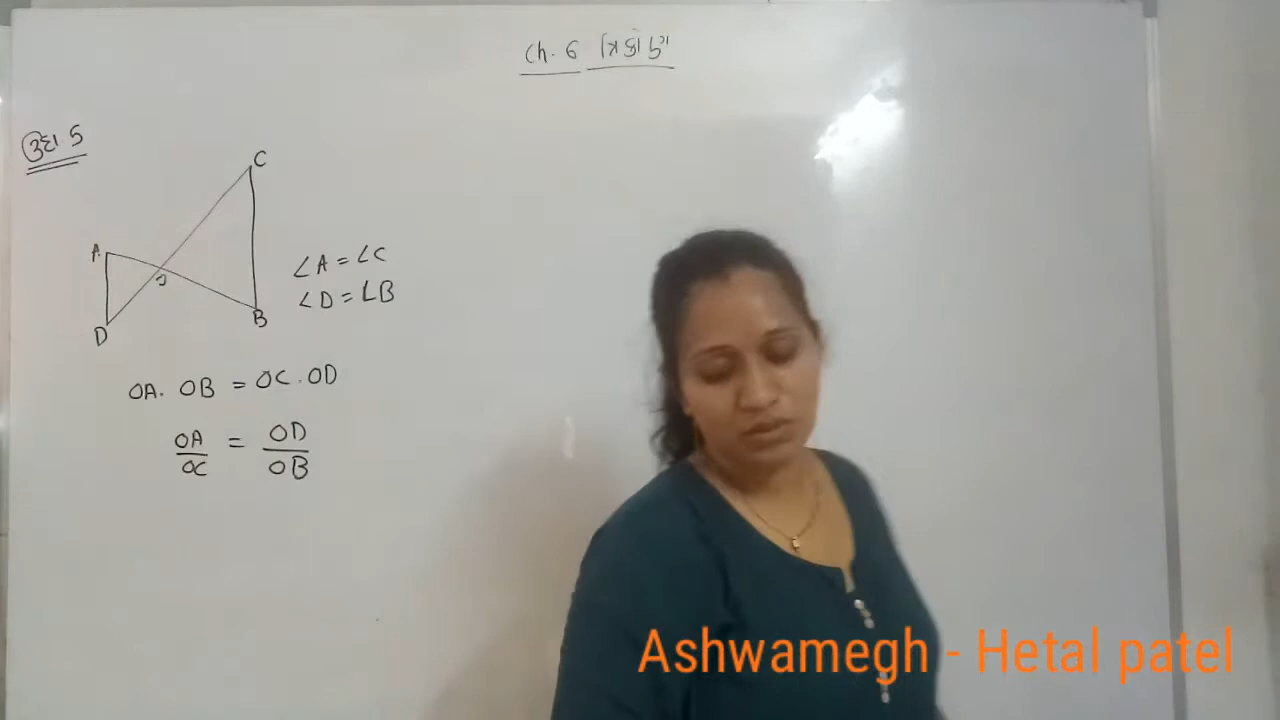 Ch. 6 ત્રિકોણ
ઉદા 5
C
A
O
D
B
∠A = ∠C
∠D = ∠B
OA. OB = OC . OD
OA/OC = OD/OB
Ashwamegh - Hetal patel